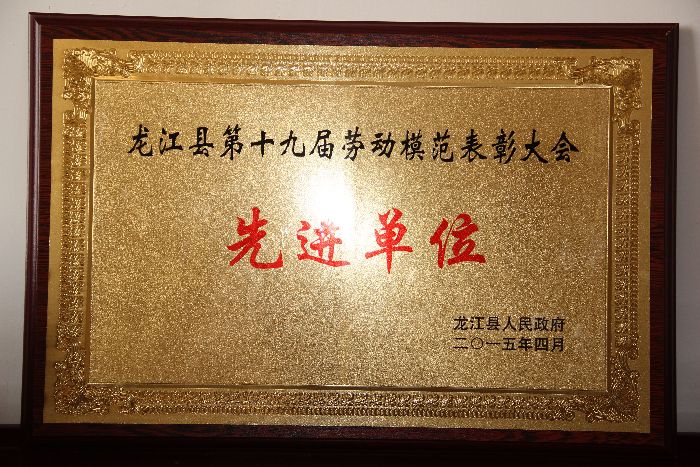 龙江县第十九届劳动模范表彰大会
先进单位
龙江县人民政府
二〇一五年四月